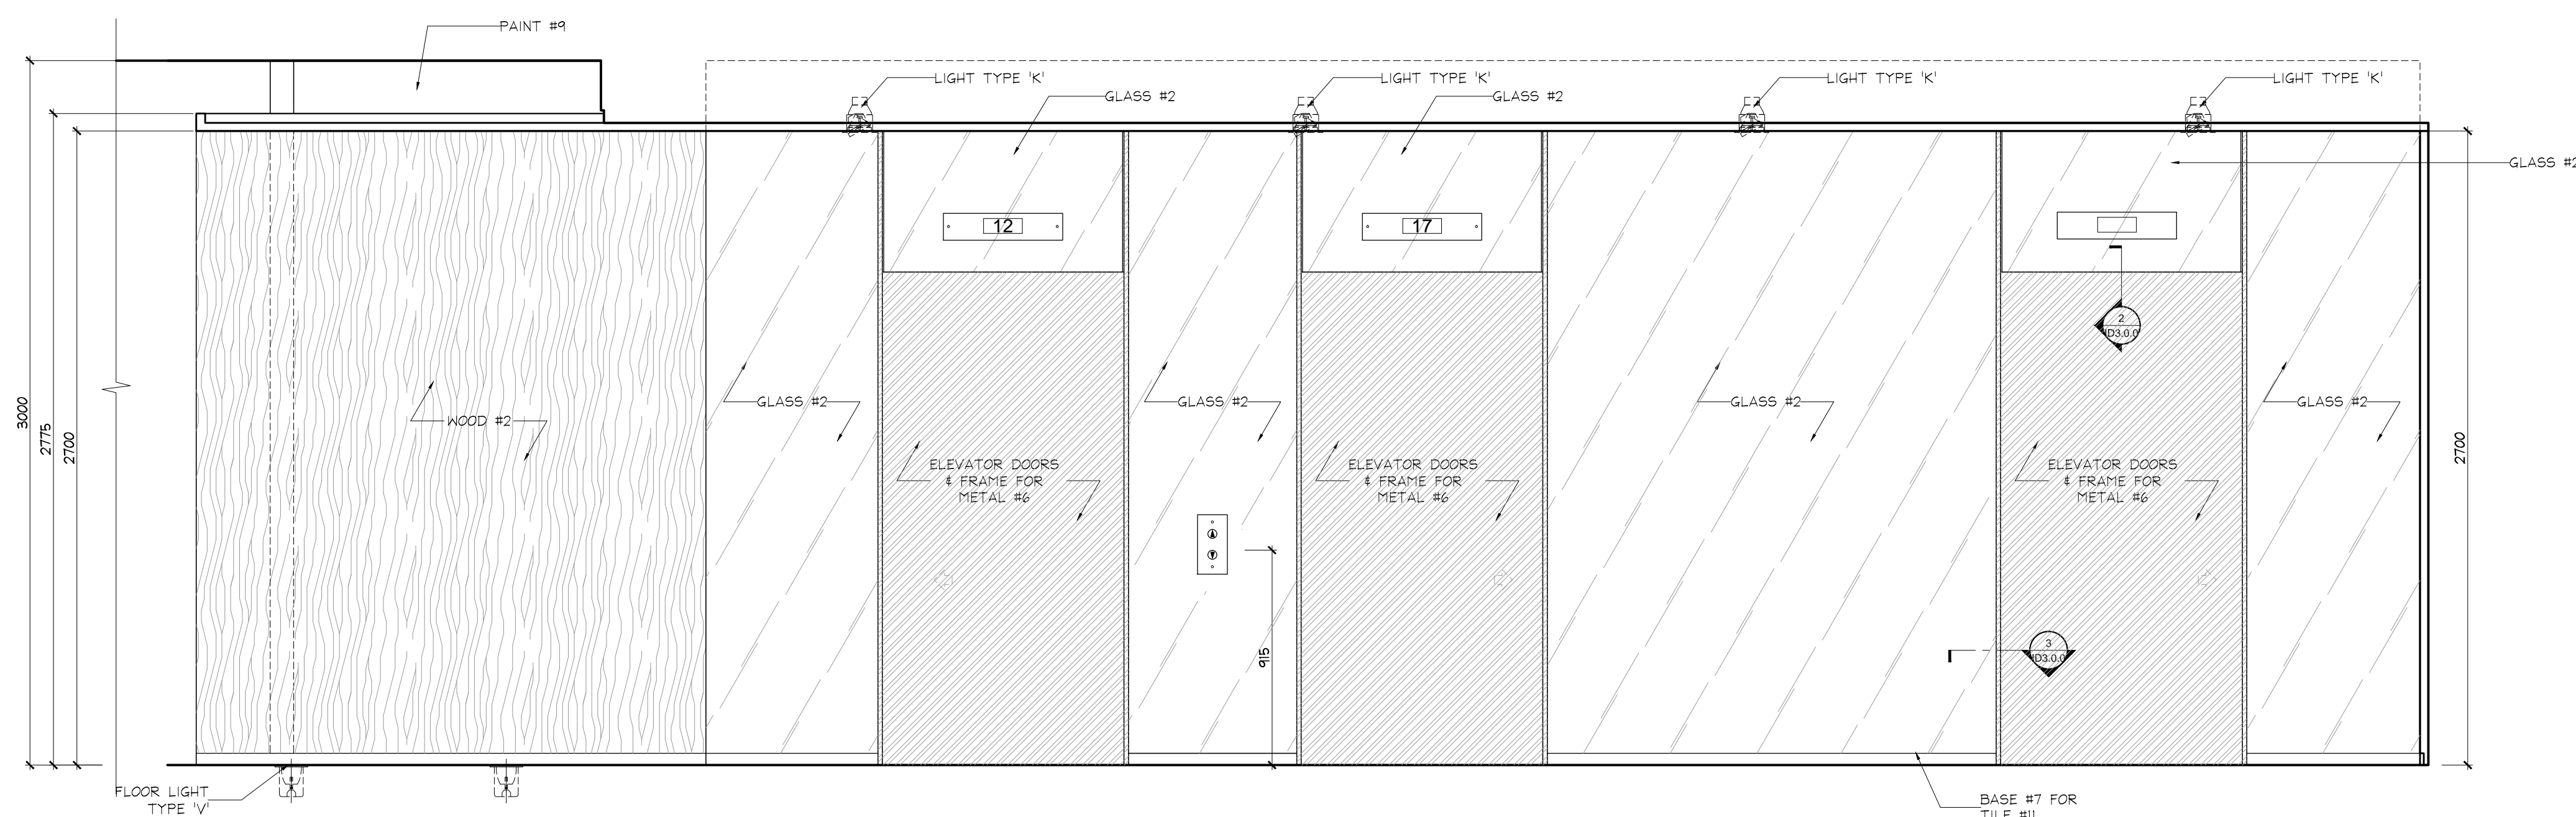 PAINT #9
LIGHT TYPE 'K'
LIGHT TYPE 'K'
LIGHT TYPE 'K'
LIGHT TYPE 'K'
GLASS #2
GLASS #2
GLASS #2
12
17
2
ID3.0.0
3000
2775
2700
WOOD #2
GLASS #2
GLASS #2
GLASS #2
GLASS #2
2700
ELEVATOR DOORS
& FRAME FOR
METAL #6
ELEVATOR DOORS
& FRAME FOR
METAL #6
ELEVATOR DOORS
& FRAME FOR
METAL #6
915
3
ID3.0.0
FLOOR LIGHT
TYPE 'V'
BASE #7 FOR
TILE #11